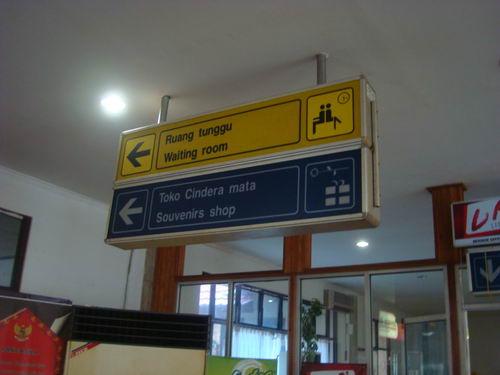 Ruang tunggu
Waiting room
Toko Cindera mata
Souvenirs shop